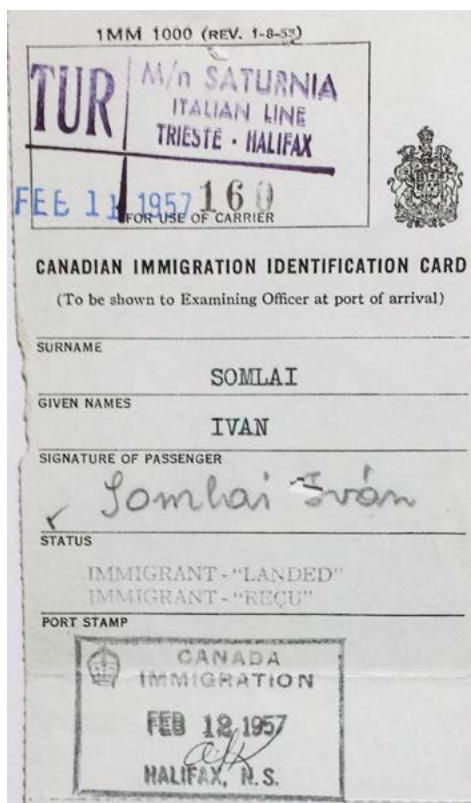 1MM 1000 (REV. 1-8-55)
TUR
M/n SATURNIA
ITALIAN LINE
TRIESTE - HALIFAX
FEB 11 1957 160
FOR USE OF CARRIER
CANADIAN IMMIGRATION IDENTIFICATION CARD
(To be shown to Examining Officer at port of arrival)
SURNAME
SOMLAI
GIVEN NAMES
IVAN
SIGNATURE OF PASSENGER
Somlai Iván
STATUS
IMMIGRANT - "LANDED"
IMMIGRANT - "REÇU"
PORT STAMP
CANADA
IMMIGRATION
FEB 12 1957
HALIFAX, N.S.